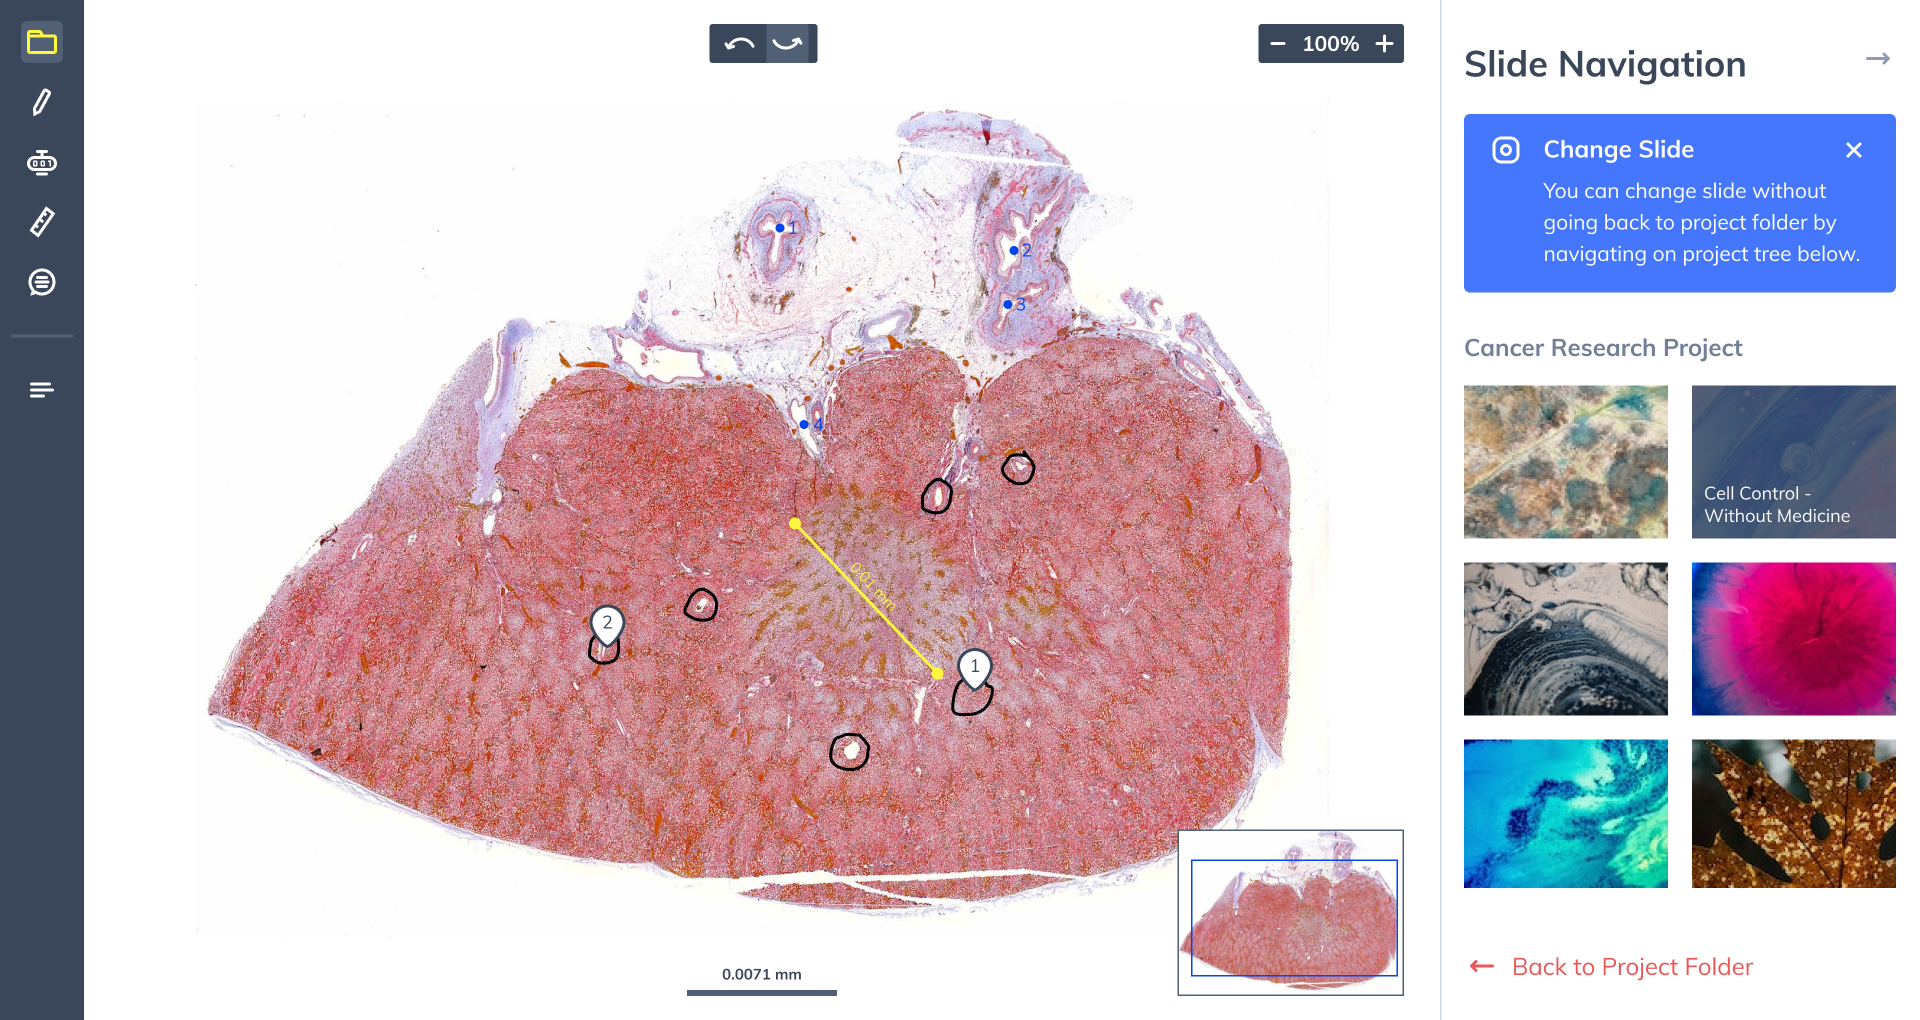 100%
Slide Navigation
Change Slide
You can change slide without
going back to project folder by
navigating on project tree below.
1
2
3
Cancer Research Project
4
Cell Control -
Without Medicine
0.01 mm
2
1
001
0.0071 mm
Back to Project Folder